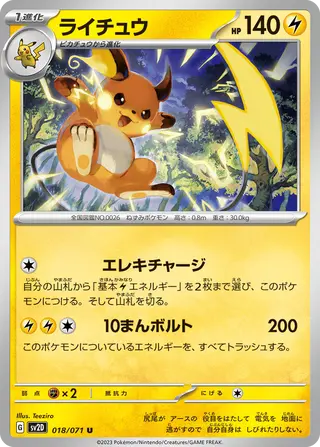 1進化
ライチュウ
HP 140
ピカチュウから進化
全国図鑑NO.0026 ねずみポケモン 高さ:0.8m 重さ:30.0kg
エレキチャージ
自分の山札から「基本エネルギー」を2枚まで選び、このポケ
モンにつける。そして山札を切る。
10まんボルト 200
このポケモンについているエネルギーを、すべてトラッシュする。
弱点 ×2 抵抗力 にげる
Illus. Teeziro
G sv2D 018/071 U
尻尾が アースの 役目をはたして 電気を 地面に
逃がすので 自分自身は しびれたりしない。
©2023 Pokémon/Nintendo/Creatures/GAME FREAK.